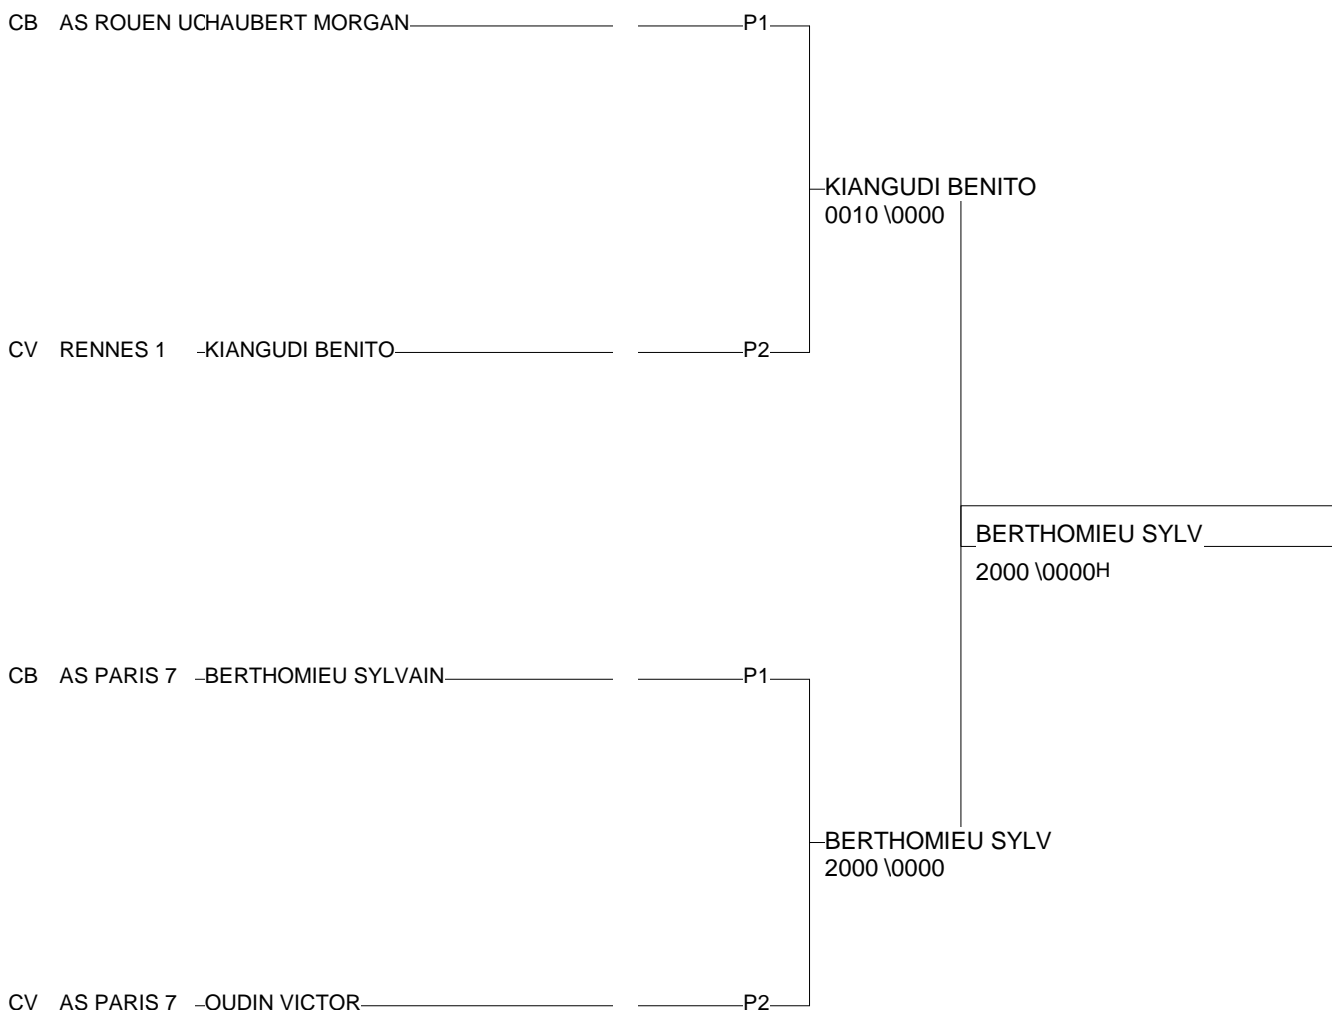 CB AS ROUEN UCHAUBERT MORGAN P1
KIANGUDI BENITO
0010 \0000
CV RENNES 1 KIANGUDI BENITO P2
BERTHOMIEU SYLV
2000 \0000H
CB AS PARIS 7 BERTHOMIEU SYLVAIN P1
BERTHOMIEU SYLV
2000 \0000
CV AS PARIS 7 OUDIN VICTOR P2